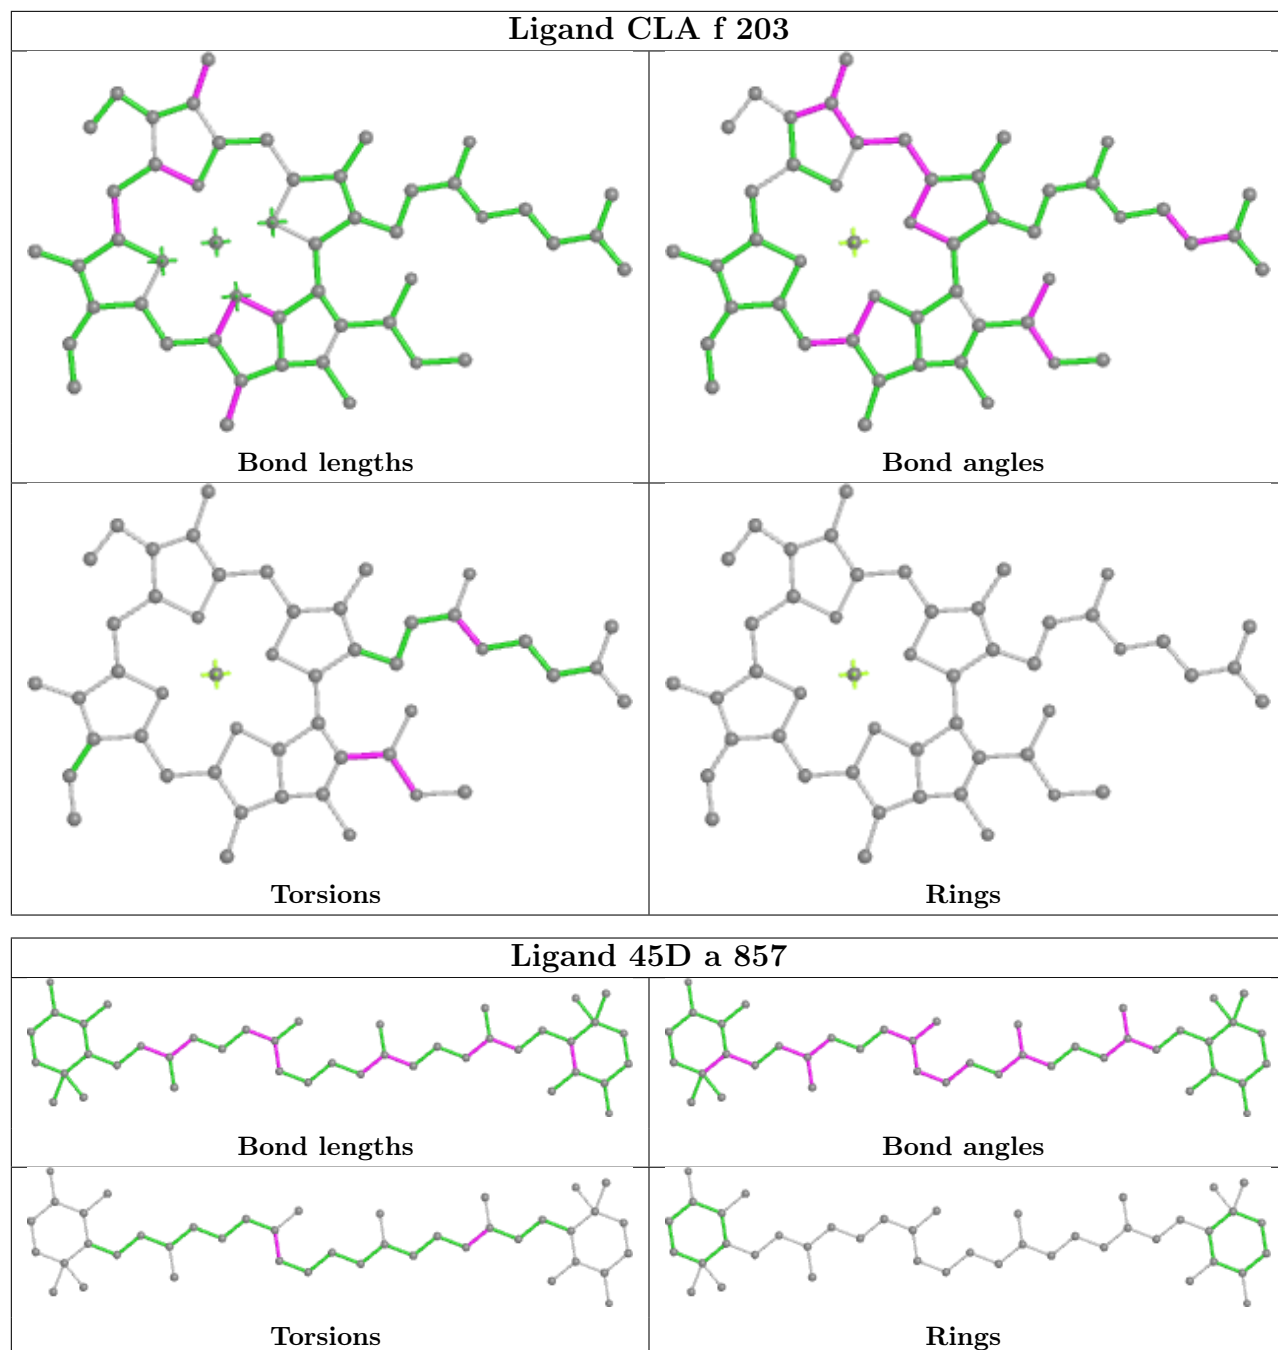 Ligand CLA f 203
Bond lengths
Bond angles
Torsions
Rings
Ligand 45D a 857
Bond lengths
Bond angles
Torsions
Rings